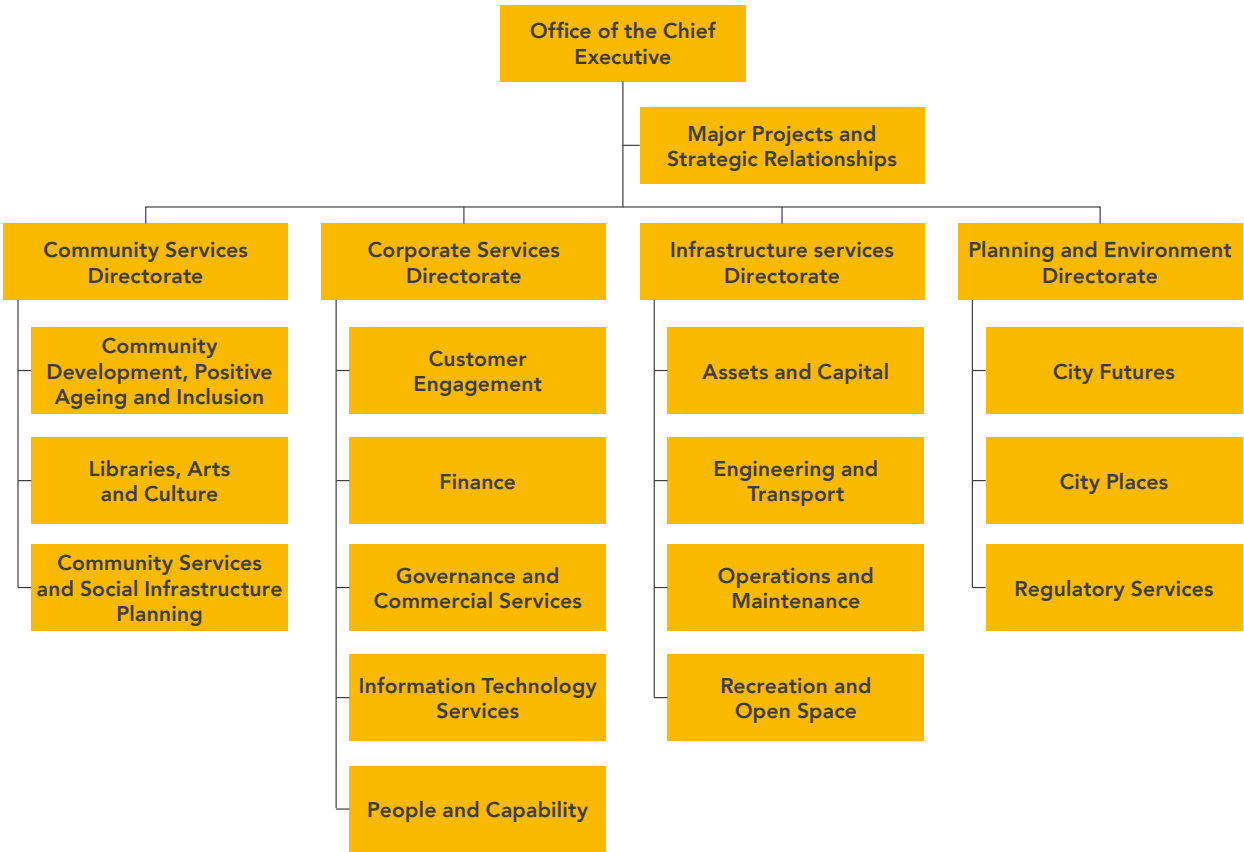 Office of the Chief
Executive
Major Projects and
Strategic Relationships
Community Services
Directorate
Community
Development, Positive
Ageing and Inclusion
Libraries, Arts
and Culture
Community Services
and Social Infrastructure
Planning
Corporate Services
Directorate
Customer
Engagement
Finance
Governance and
Commercial Services
Information Technology
Services
People and Capability
Infrastructure services
Directorate
Assets and Capital
Engineering and
Transport
Operations and
Maintenance
Recreation and
Open Space
Planning and Environment
Directorate
City Futures
City Places
Regulatory Services